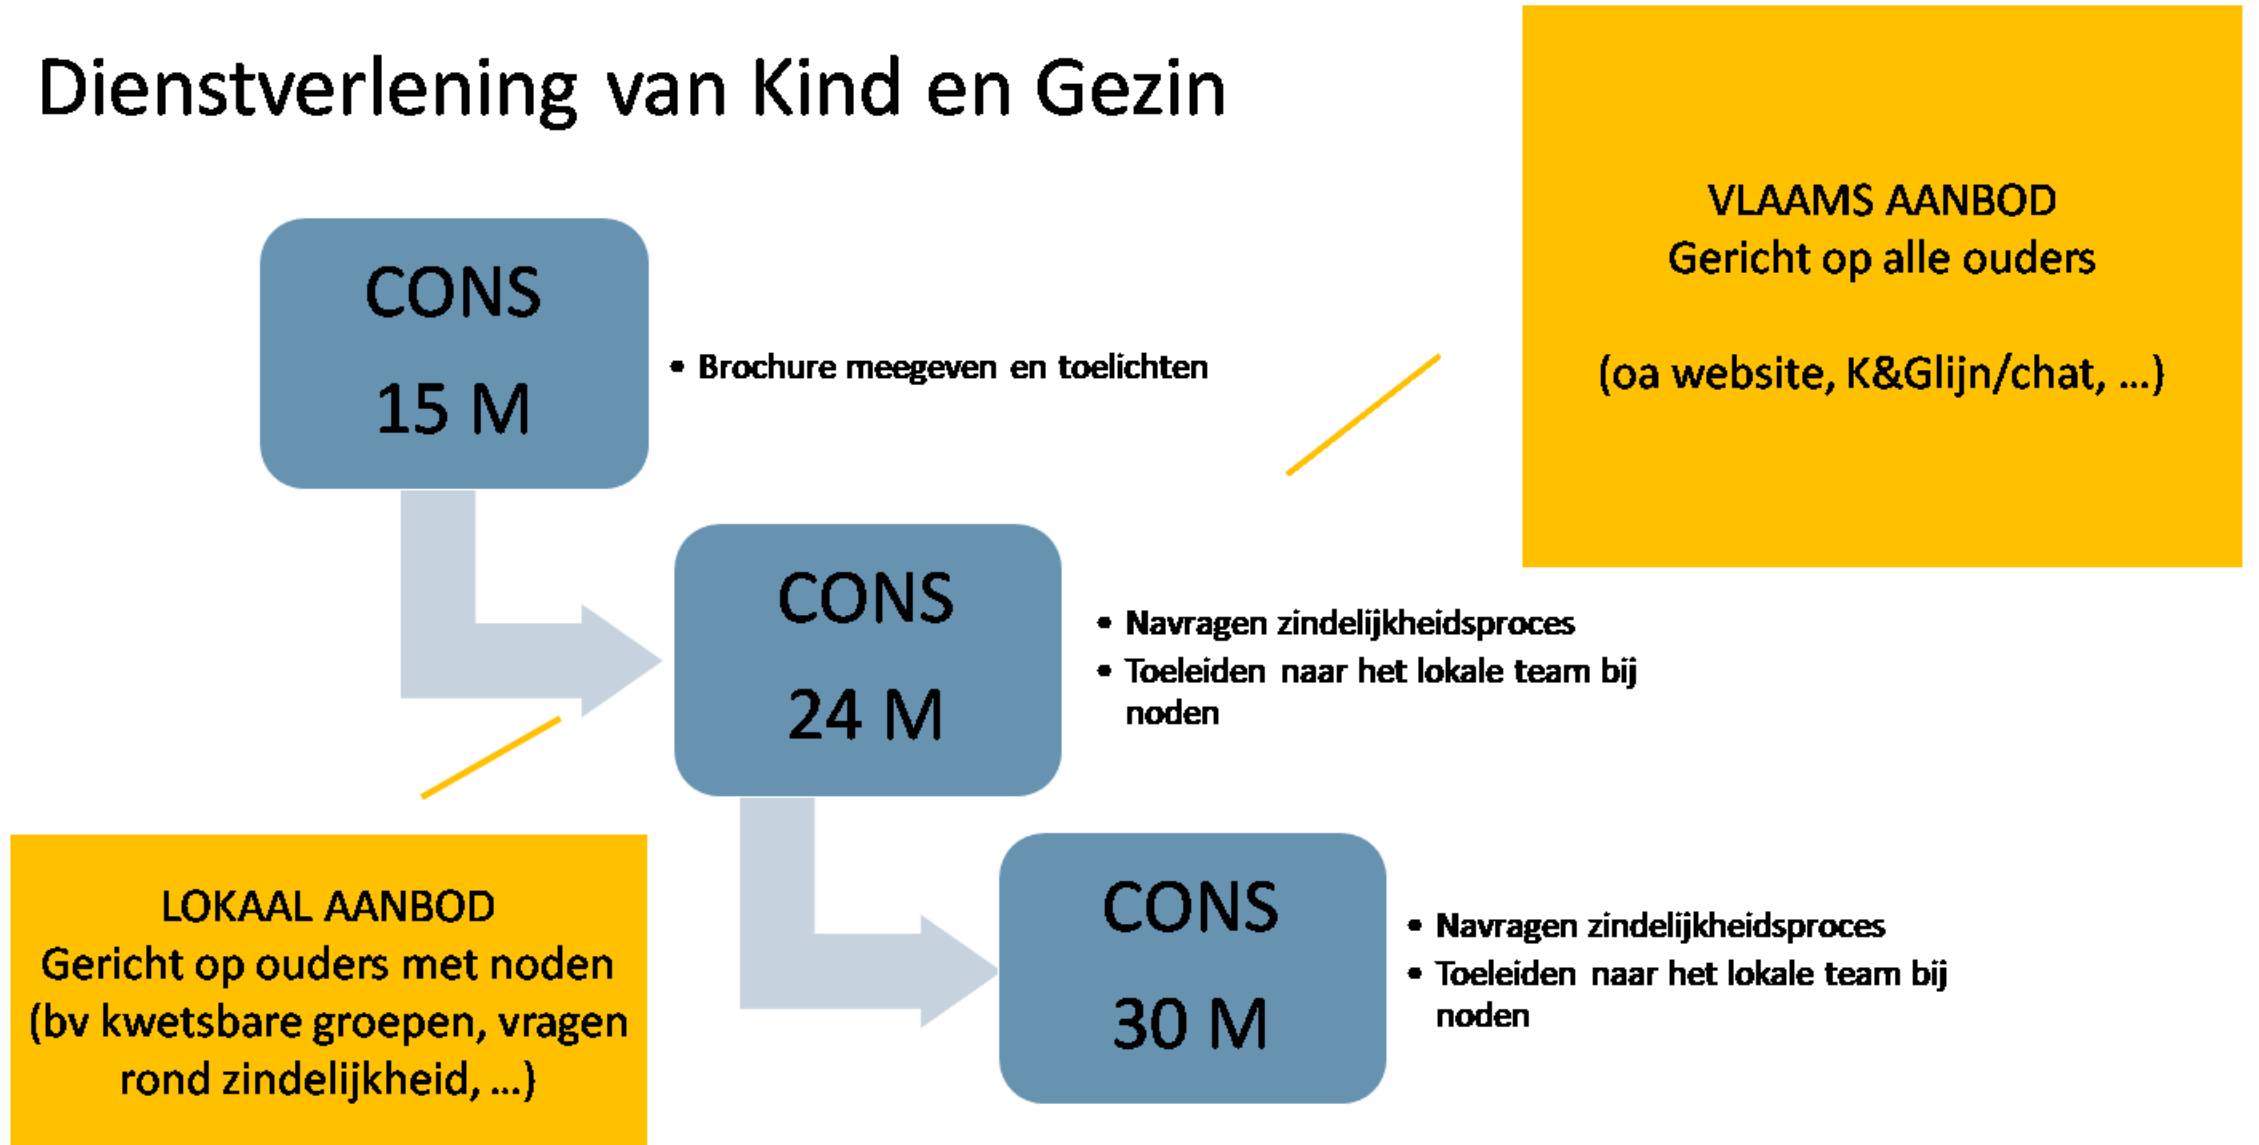 Dienstverlening van Kind en Gezin
VLAAMS AANBOD
Gericht op alle ouders
(oa website, K&Glijn/chat, ...)
CONS
15 M
• Brochure meegeven en toelichten
CONS
24 M
• Navragen zindelijkheidsproces
• Toeleiden naar het lokale team bij
noden
LOKAAL AANBOD
Gericht op ouders met noden
(bv kwetsbare groepen, vragen
rond zindelijkheid, ...)
CONS
30 M
• Navragen zindelijkheidsproces
• Toeleiden naar het lokale team bij
noden